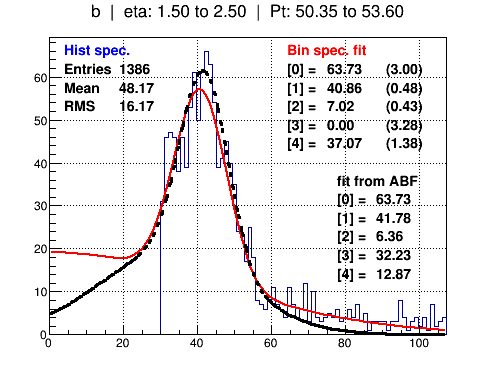 b | eta: 1.50 to 2.50 | Pt: 50.35 to 53.60
Hist spec.
Entries 1386
Mean 48.17
RMS 16.17
Bin spec. fit
[0] = 63.73 (3.00)
[1] = 40.86 (0.48)
[2] = 7.02 (0.43)
[3] = 0.00 (3.28)
[4] = 37.07 (1.38)
fit from ABF
[0] = 63.73
[1] = 41.78
[2] = 6.36
[3] = 32.23
[4] = 12.87
60
50
40
30
20
10
0
0 20 40 60 80 100